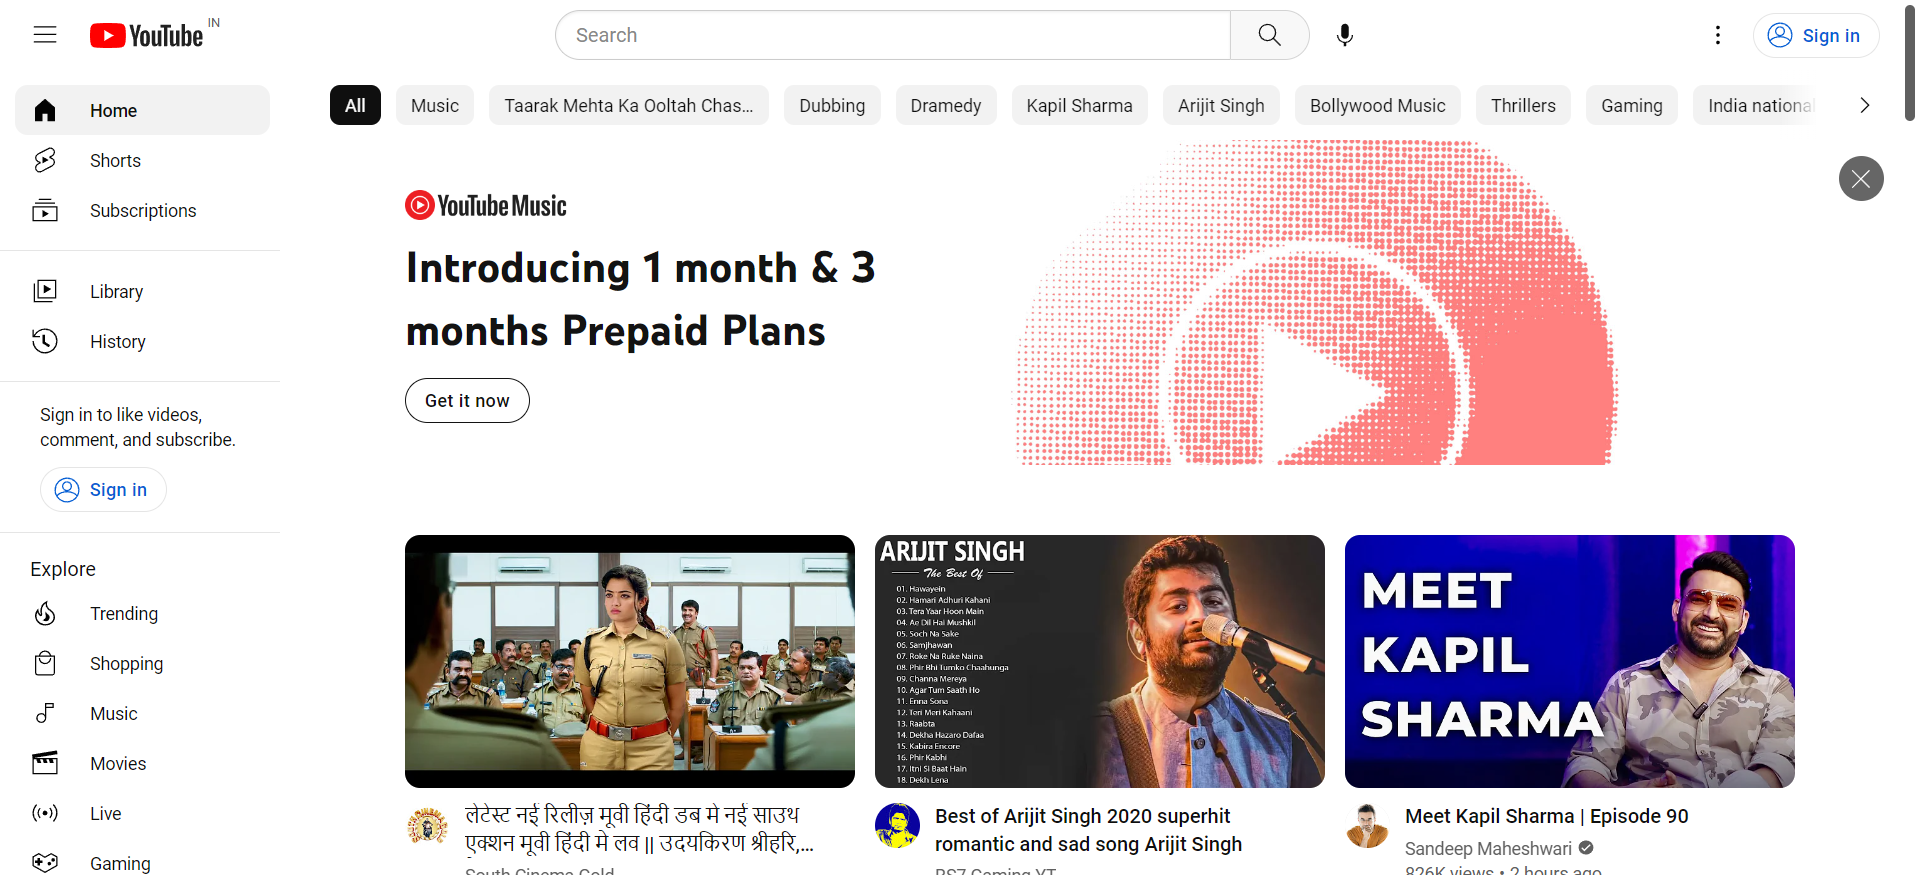 YouTube IN
Search
Sign in
Home
Shorts
Subscriptions
Library
History
Sign in to like videos,
comment, and subscribe.
Sign in
Explore
Trending
Shopping
Music
Movies
Live
Gaming
All
Music
Taarak Mehta Ka Ooltah Chas...
Dubbing
Dramedy
Kapil Sharma
Arijit Singh
Bollywood Music
Thrillers
Gaming
India national
YouTube Music
Introducing 1 month & 3
months Prepaid Plans
Get it now
लेटेस्ट नई रिलीज़ मूवी हिंदी डब मे नई साउथ
एक्शन मूवी हिंदी मे लव || उदयकिरण श्रीहरि,...
South Cinema Gold
ARIJIT SINGH
The Best Of
01. Hawayein
02. Hamari Adhuri Kahani
03. Tera Yaar Hoon Main
04. Ae Dil Hai Mushkil
05. Soch Na Sake
06. Samjhawan
07. Roke Na Ruke Naina
08. Phir Bhi Tumko Chaahunga
09. Channa Mereya
10. Agar Tum Saath Ho
11. Enna Sona
12. Teri Meri Kahaani
13. Raabta
14. Dekha Hazaro Dafaa
15. Kabira Encore
16. Phir Kabhi
17. Itni Si Baat Hain
18. Dekh Lena
Best of Arijit Singh 2020 superhit
romantic and sad song Arijit Singh
RS7 Gaming YT
MEET
KAPIL
SHARMA
Meet Kapil Sharma | Episode 90
Sandeep Maheshwari
826K views • 2 hours ago